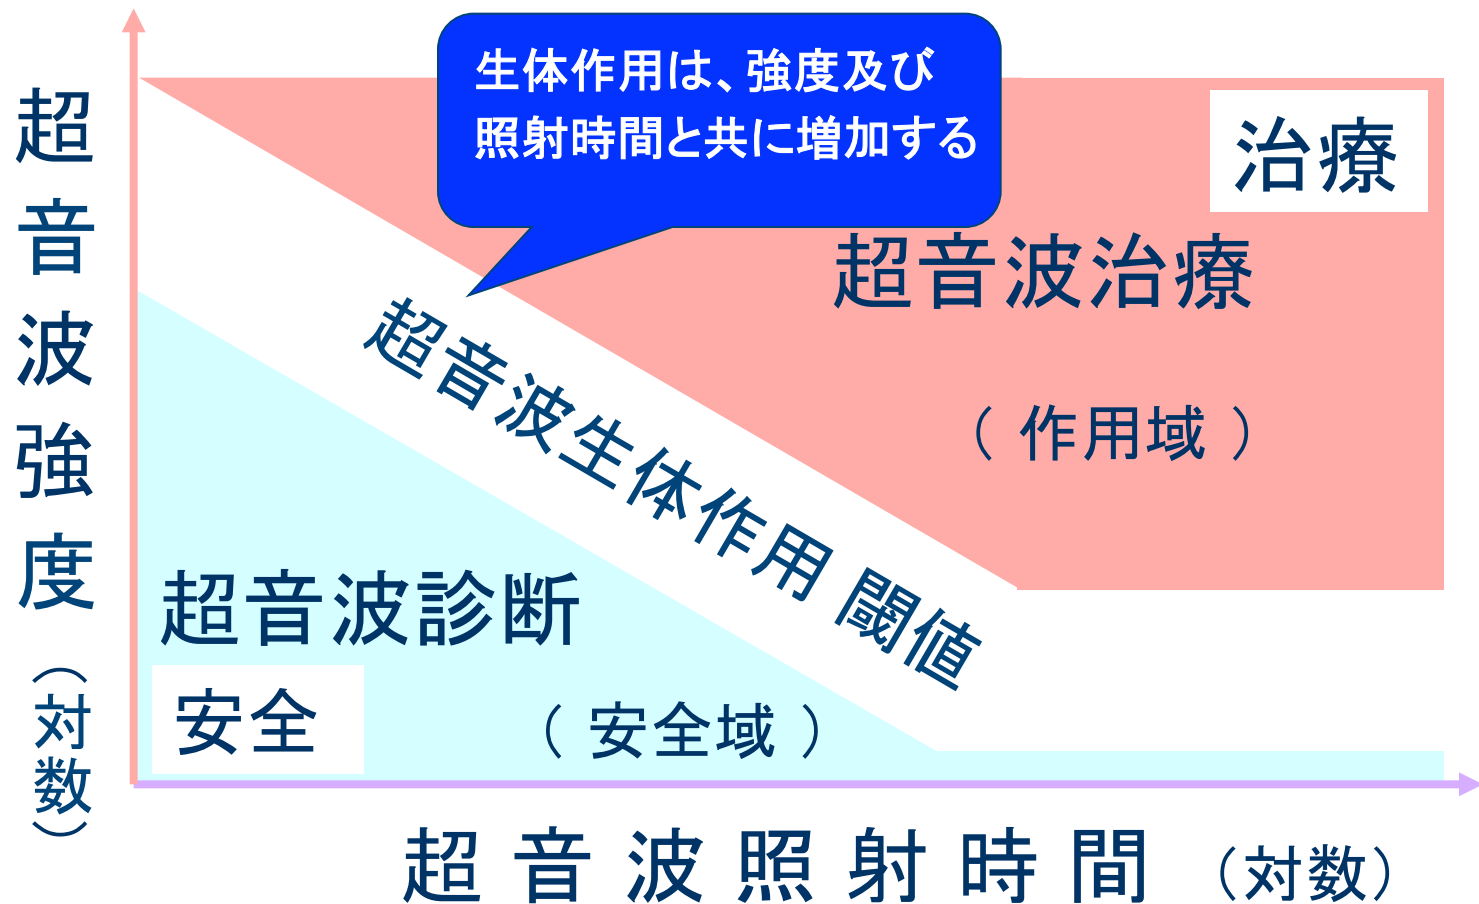 生体作用は、強度及び
照射時間と共に増加する
治療
超音波治療
（ 作用域 ）
超音波生体作用 閾値
超音波診断
安全
（ 安全域 ）
超音波強度（対数）
超音波照射時間（対数）